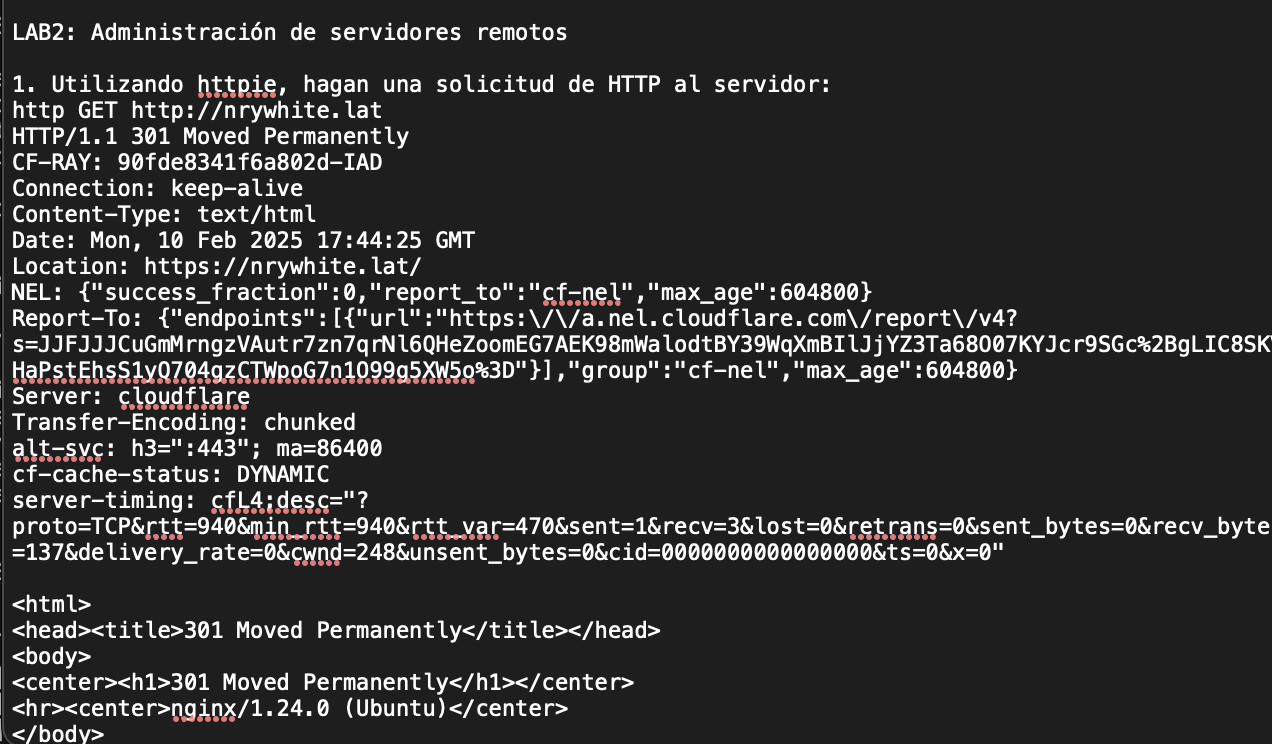 LAB2: Administración de servidores remotos
1. Utilizando httpie, hagan una solicitud de HTTP al servidor:
http GET http://nrywhite.lat
HTTP/1.1 301 Moved Permanently
CF-RAY: 90fde8341f6a802d-IAD
Connection: keep-alive
Content-Type: text/html
Date: Mon, 10 Feb 2025 17:44:25 GMT
Location: https://nrywhite.lat/
NEL: {"success_fraction":0,"report_to":"cf-nel","max_age":604800}
Report-To: {"endpoints":[{"url":"https:\/\/a.nel.cloudflare.com\/report\/v4?
s=JJFJJJCuGmMrngzVAutr7zn7qrNl6QHeZoomEG7AEK98mWalodtBY39WqXmBIlJjYZ3Ta68O07KYJcr9SGc%2BgLIC8SK
HaPstEhsS1yO704gzCTWpoG7n1O99g5XW5o%3D"}],"group":"cf-nel","max_age":604800}
Server: cloudflare
Transfer-Encoding: chunked
alt-svc: h3=":443"; ma=86400
cf-cache-status: DYNAMIC
server-timing: cfL4;desc="?
proto=TCP&rtt=940&min_rtt=940&rtt_var=470&sent=1&recv=3&lost=0&retrans=0&sent_bytes=0&recv_byte
=137&delivery_rate=0&cwnd=248&unsent_bytes=0&cid=0000000000000000&ts=0&x=0"
<html>
<head><title>301 Moved Permanently</title></head>
<body>
<center><h1>301 Moved Permanently</h1></center>
<hr><center>nginx/1.24.0 (Ubuntu)</center>
</body>